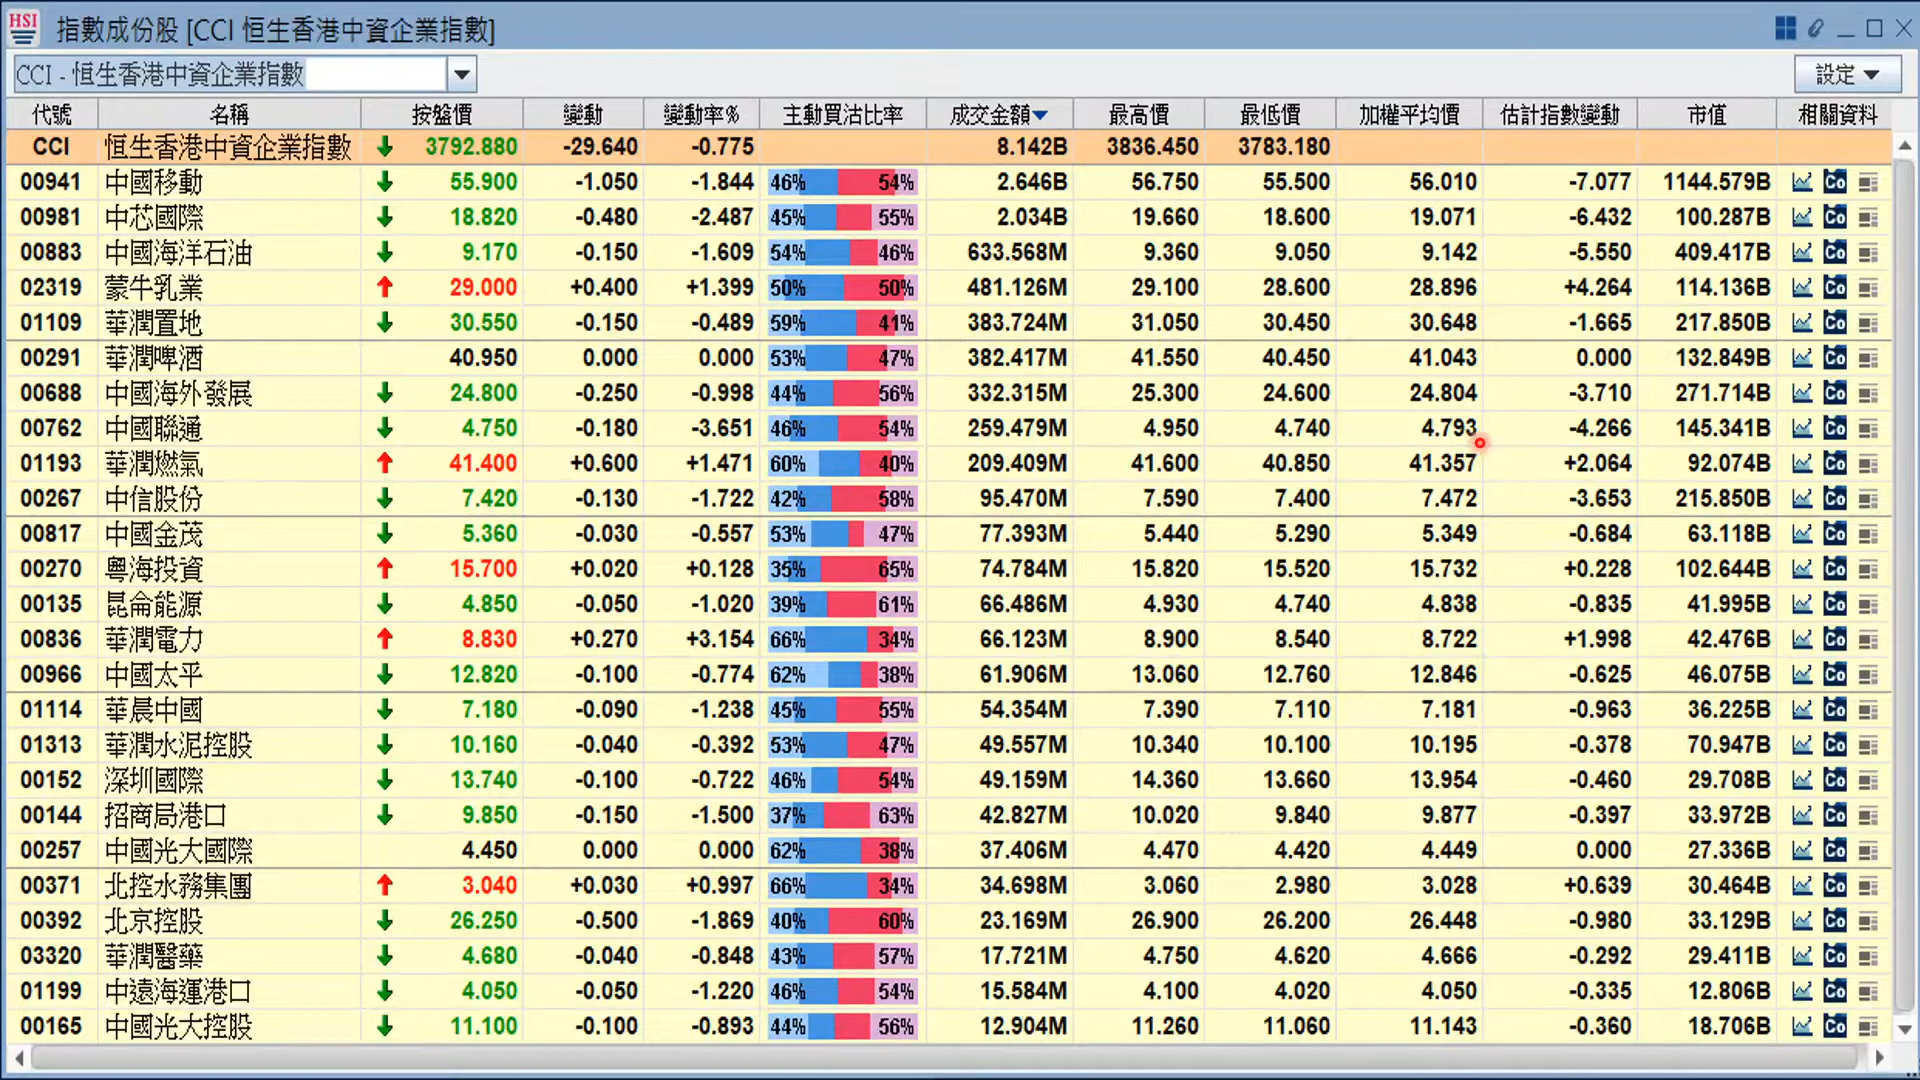 HSI 指數成份股 [CCI 恒生香港中資企業指數]
CCI - 恒生香港中資企業指數 設定
代號 名稱 按盤價 變動 變動率% 主動買沽比率 成交金額 最高價 最低價 加權平均價 估計指數變動 市值 相關資料
CCI 恒生香港中資企業指數 3792.880 -29.640 -0.775 8.142B 3836.450 3783.180
00941 中國移動 55.900 -1.050 -1.844 46% 54% 2.646B 56.750 55.500 56.010 -7.077 1144.579B Co
00981 中芯國際 18.820 -0.480 -2.487 45% 55% 2.034B 19.660 18.600 19.071 -6.432 100.287B Co
00883 中國海洋石油 9.170 -0.150 -1.609 54% 46% 633.568M 9.360 9.050 9.142 -5.550 409.417B Co
02319 蒙牛乳業 29.000 +0.400 +1.399 50% 50% 481.126M 29.100 28.600 28.896 +4.264 114.136B Co
01109 華潤置地 30.550 -0.150 -0.489 59% 41% 383.724M 31.050 30.450 30.648 -1.665 217.850B Co
00291 華潤啤酒 40.950 0.000 0.000 53% 47% 382.417M 41.550 40.450 41.043 0.000 132.849B Co
00688 中國海外發展 24.800 -0.250 -0.998 44% 56% 332.315M 25.300 24.600 24.804 -3.710 271.714B Co
00762 中國聯通 4.750 -0.180 -3.651 46% 54% 259.479M 4.950 4.740 4.793 -4.266 145.341B Co
01193 華潤燃氣 41.400 +0.600 +1.471 60% 40% 209.409M 41.600 40.850 41.357 +2.064 92.074B Co
00267 中信股份 7.420 -0.130 -1.722 42% 58% 95.470M 7.590 7.400 7.472 -3.653 215.850B Co
00817 中國金茂 5.360 -0.030 -0.557 53% 47% 77.393M 5.440 5.290 5.349 -0.684 63.118B Co
00270 粵海投資 15.700 +0.020 +0.128 35% 65% 74.784M 15.820 15.520 15.732 +0.228 102.644B Co
00135 昆侖能源 4.850 -0.050 -1.020 39% 61% 66.486M 4.930 4.740 4.838 -0.835 41.995B Co
00836 華潤電力 8.830 +0.270 +3.154 66% 34% 66.123M 8.900 8.540 8.722 +1.998 42.476B Co
00966 中國太平 12.820 -0.100 -0.774 62% 38% 61.906M 13.060 12.760 12.846 -0.625 46.075B Co
01114 華晨中國 7.180 -0.090 -1.238 45% 55% 54.354M 7.390 7.110 7.181 -0.963 36.225B Co
01313 華潤水泥控股 10.160 -0.040 -0.392 53% 47% 49.557M 10.340 10.100 10.195 -0.378 70.947B Co
00152 深圳國際 13.740 -0.100 -0.722 46% 54% 49.159M 14.360 13.660 13.954 -0.460 29.708B Co
00144 招商局港口 9.850 -0.150 -1.500 37% 63% 42.827M 10.020 9.840 9.877 -0.397 33.972B Co
00257 中國光大國際 4.450 0.000 0.000 62% 38% 37.406M 4.470 4.420 4.449 0.000 27.336B Co
00371 北控水務集團 3.040 +0.030 +0.997 66% 34% 34.698M 3.060 2.980 3.028 +0.639 30.464B Co
00392 北京控股 26.250 -0.500 -1.869 40% 60% 23.169M 26.900 26.200 26.448 -0.980 33.129B Co
03320 華潤醫藥 4.680 -0.040 -0.848 43% 57% 17.721M 4.750 4.620 4.666 -0.292 29.411B Co
01199 中遠海運港口 4.050 -0.050 -1.220 46% 54% 15.584M 4.100 4.020 4.050 -0.335 12.806B Co
00165 中國光大控股 11.100 -0.100 -0.893 44% 56% 12.904M 11.260 11.060 11.143 -0.360 18.706B Co